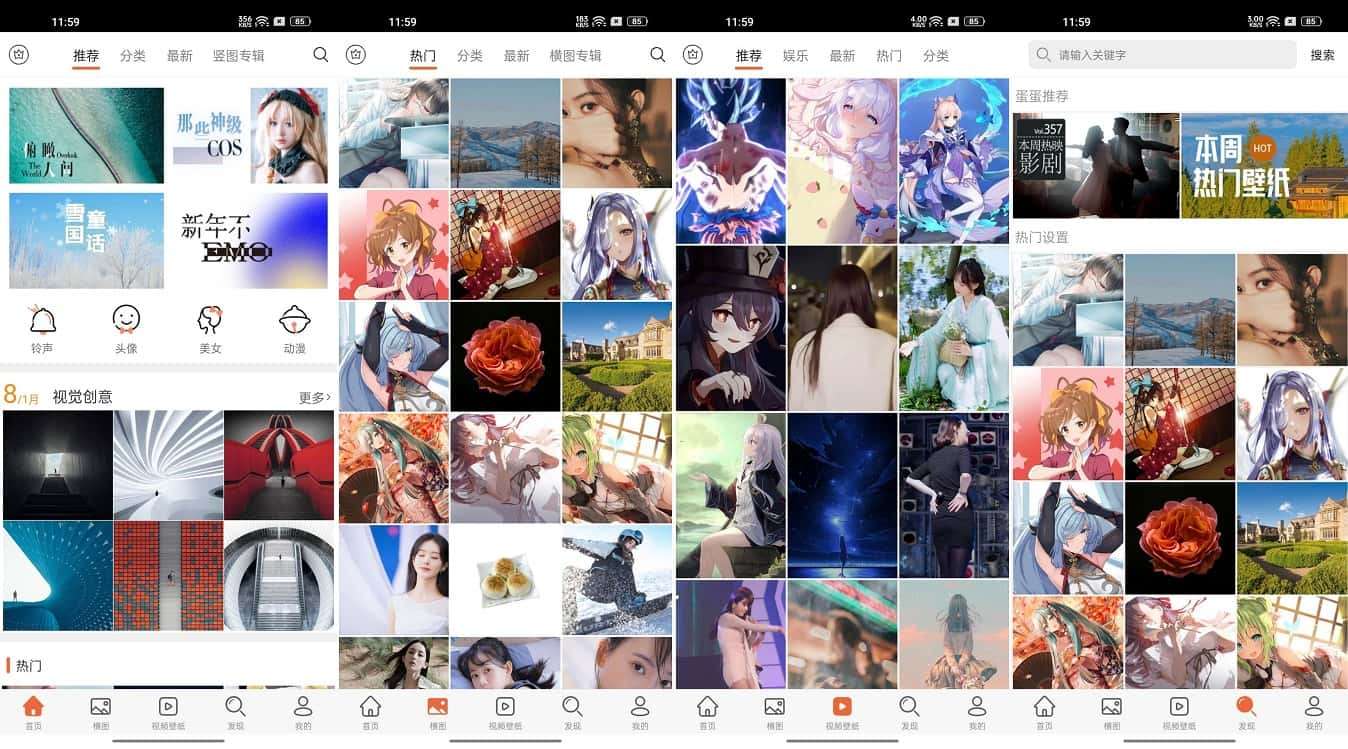 11:59
356 KB/S
85
推荐 分类 最新 竖图专辑
俯瞰人间
Overlook The World
那些神级
COS
雪国童话
新年不
EMO
铃声 头像 美女 动漫
8/1月 视觉创意 更多>
热门
首页 横图 视频壁纸 发现 我的
11:59
183 KB/S
85
热门 分类 最新 横图专辑
首页 横图 视频壁纸 发现 我的
11:59
4.00 KB/S
85
推荐 娱乐 最新 热门 分类
首页 横图 视频壁纸 发现 我的
11:59
3.00 KB/S
85
请输入关键字 搜索
蛋蛋推荐
Vol.357
本周热映
影剧
本周 HOT
热门壁纸
热门设置
首页 横图 视频壁纸 发现 我的